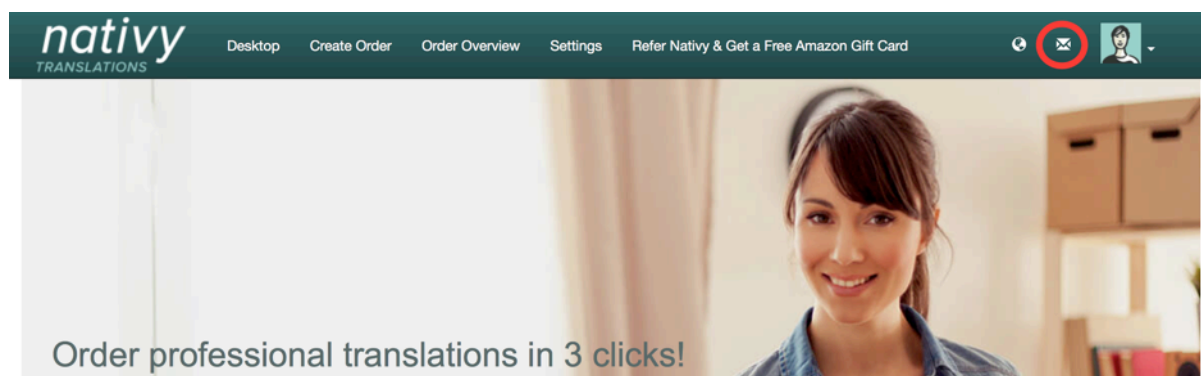 nativy
TRANSLATIONS
Desktop Create Order Order Overview Settings Refer Nativy & Get a Free Amazon Gift Card
Order professional translations in 3 clicks!